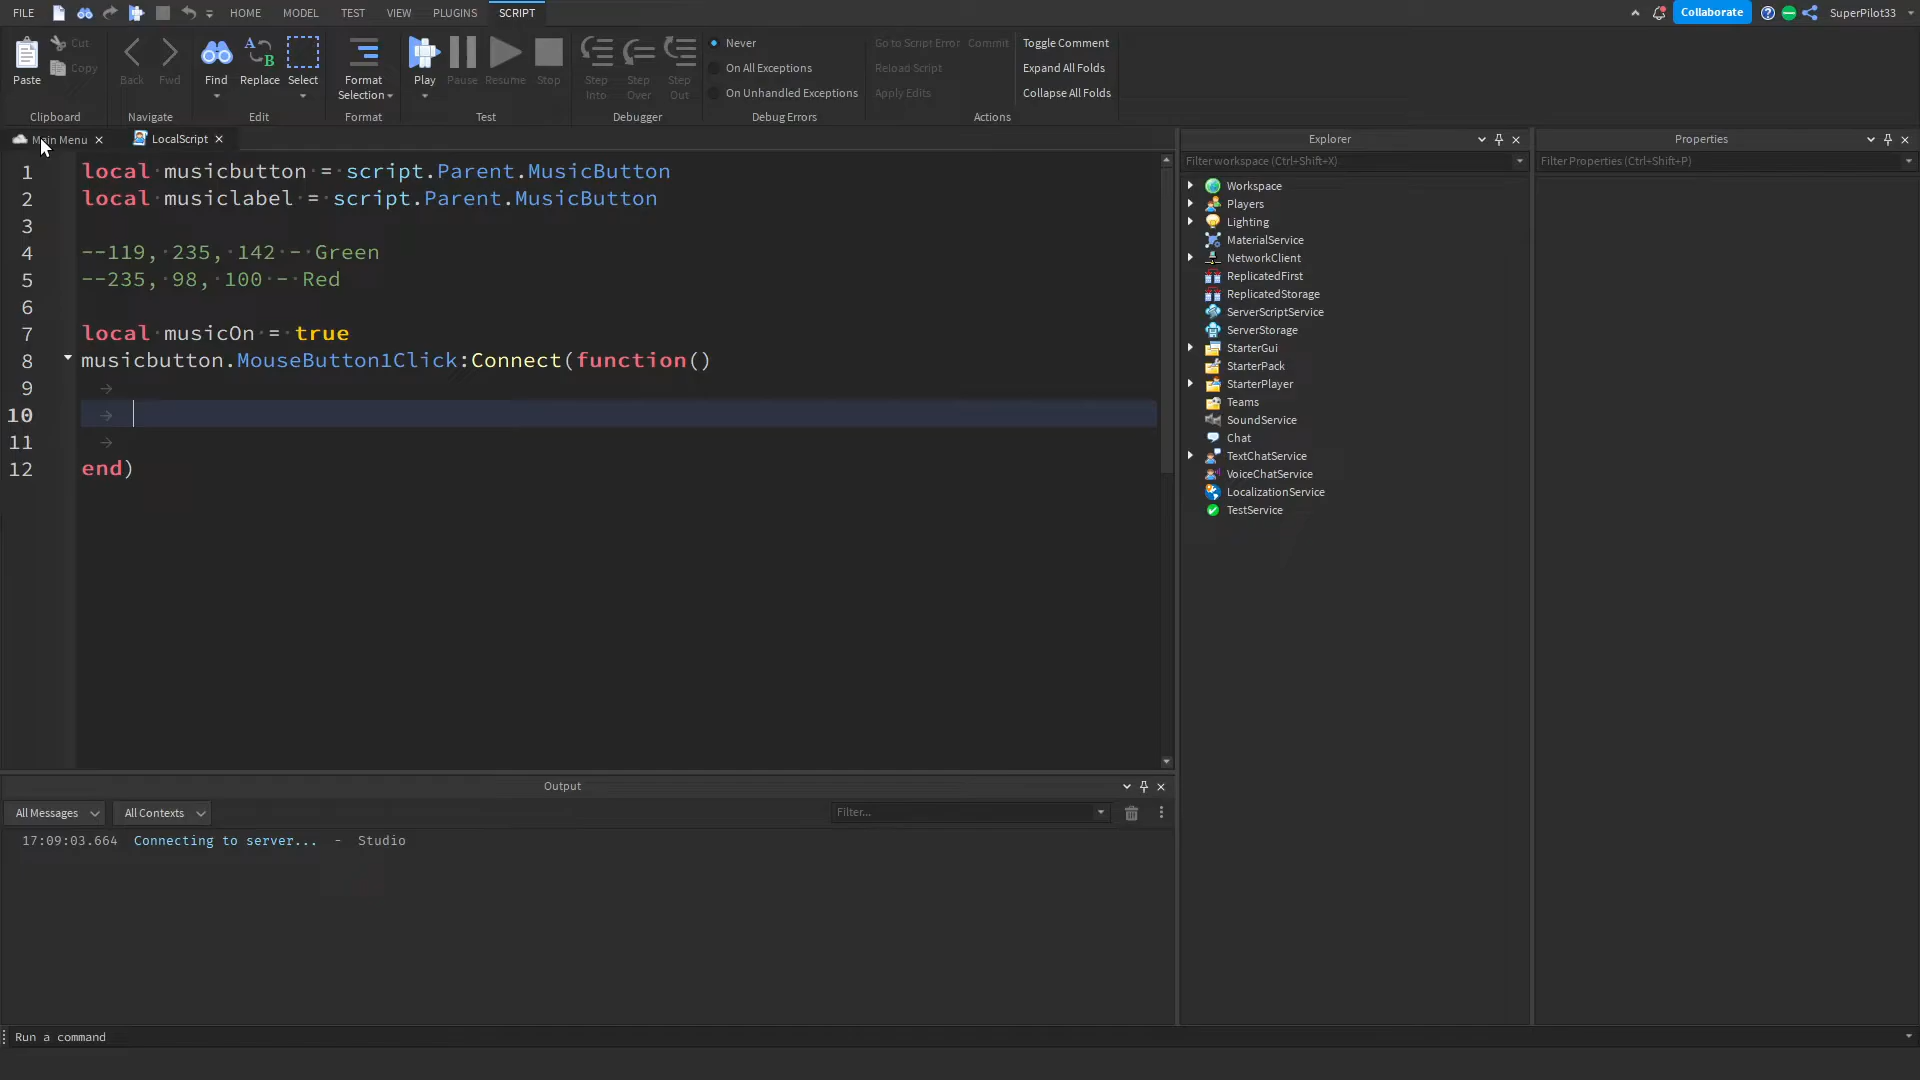 FILE HOME MODEL TEST VIEW PLUGINS SCRIPT Collaborate SuperPilot33
Paste Cut Copy Back Fwd Find Replace Select Format Selection Play Pause Resume Stop Step Into Step Over Step Out
Never
On All Exceptions
On Unhandled Exceptions
Go to Script Error Commit
Reload Script
Apply Edits
Toggle Comment
Expand All Folds
Collapse All Folds
Clipboard Navigate Edit Format Test Debugger Debug Errors Actions
Main Menu LocalScript
1 local musicbutton = script.Parent.MusicButton
2 local musiclabel = script.Parent.MusicButton
3
4 --119, 235, 142 - Green
5 --235, 98, 100 - Red
6
7 local musicOn = true
8 musicbutton.MouseButton1Click:Connect(function()
9
10
11
12 end)
Output
All Messages All Contexts Filter...
17:09:03.664 Connecting to server... - Studio
Run a command
Explorer
Filter workspace (Ctrl+Shift+X)
Workspace
Players
Lighting
MaterialService
NetworkClient
ReplicatedFirst
ReplicatedStorage
ServerScriptService
ServerStorage
StarterGui
StarterPack
StarterPlayer
Teams
SoundService
Chat
TextChatService
VoiceChatService
LocalizationService
TestService
Properties
Filter Properties (Ctrl+Shift+P)